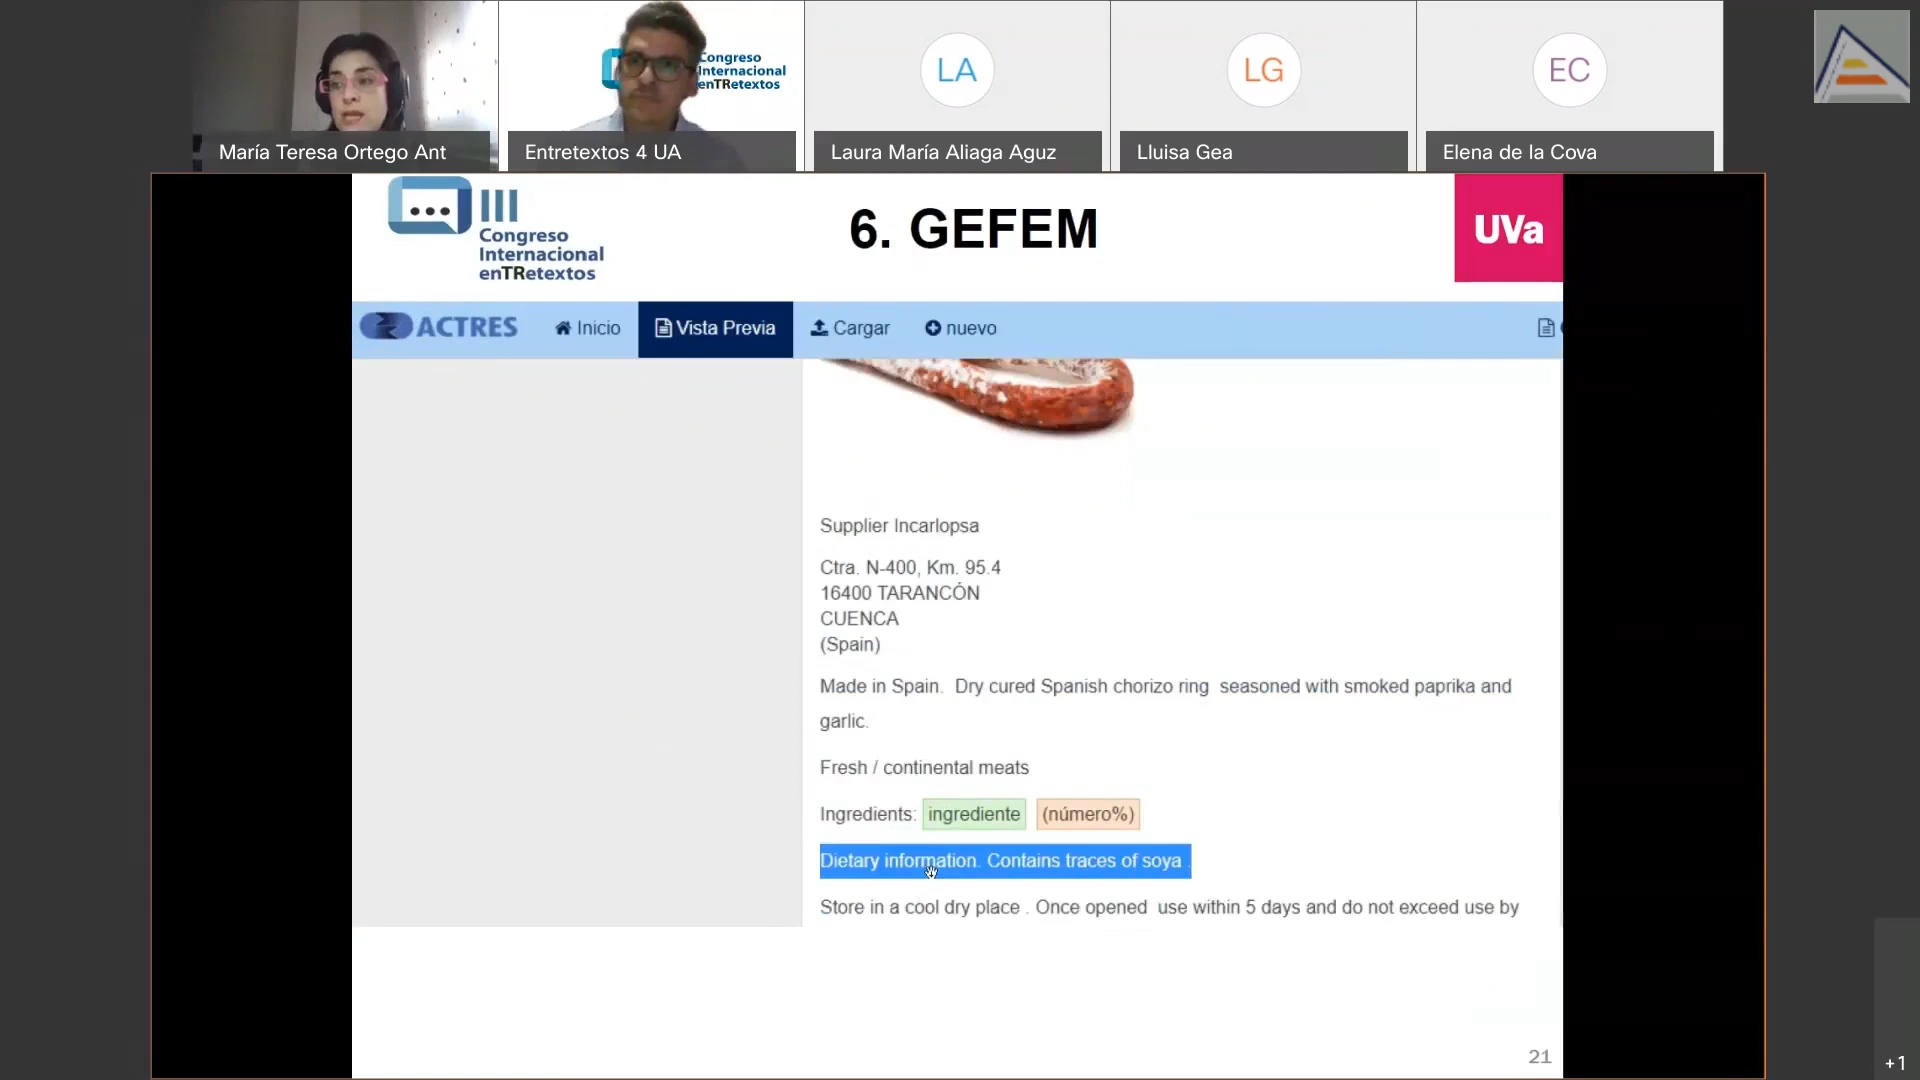 Congreso
Internacional
enTRetextos
LA
LG
EC
María Teresa Ortego Ant
Entretextos 4 UA
Laura María Aliaga Aguz
Lluisa Gea
Elena de la Cova
III
Congreso
Internacional
enTRetextos
6. GEFEM
UVa
ACTRES
Inicio
Vista Previa
Cargar
nuevo
Supplier Incarlopsa
Ctra. N-400, Km. 95.4
16400 TARANCÓN
CUENCA
(Spain)
Made in Spain. Dry cured Spanish chorizo ring seasoned with smoked paprika and
garlic.
Fresh / continental meats
Ingredients: ingrediente (número%)
Dietary information. Contains traces of soya .
Store in a cool dry place . Once opened use within 5 days and do not exceed use by
21
+1